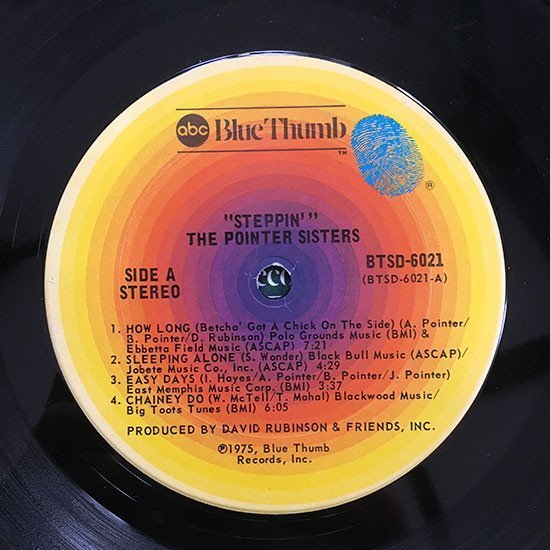 abc Blue Thumb TM
®
"STEPPIN'"
THE POINTER SISTERS
SIDE A
STEREO
BTSD-6021
(BTSD-6021-A)
1. HOW LONG (Betcha' Got A Chick On The Side) (A. Pointer/
B. Pointer/D. Rubinson) Polo Grounds Music (BMI) &
Ebbetta Field Music (ASCAP) 7:21
2. SLEEPING ALONE (S. Wonder) Black Bull Music (ASCAP)/
Jobete Music Co., Inc. (ASCAP) 4:29
3. EASY DAYS (I. Hayes/A. Pointer/B. Pointer/J. Pointer)
East Memphis Music Corp. (BMI) 3:37
4. CHAINEY DO (W. McTell/T. Mahal) Blackwood Music/
Big Toots Tunes (BMI) 6:05
PRODUCED BY DAVID RUBINSON & FRIENDS, INC.
℗1975, Blue Thumb
Records, Inc.